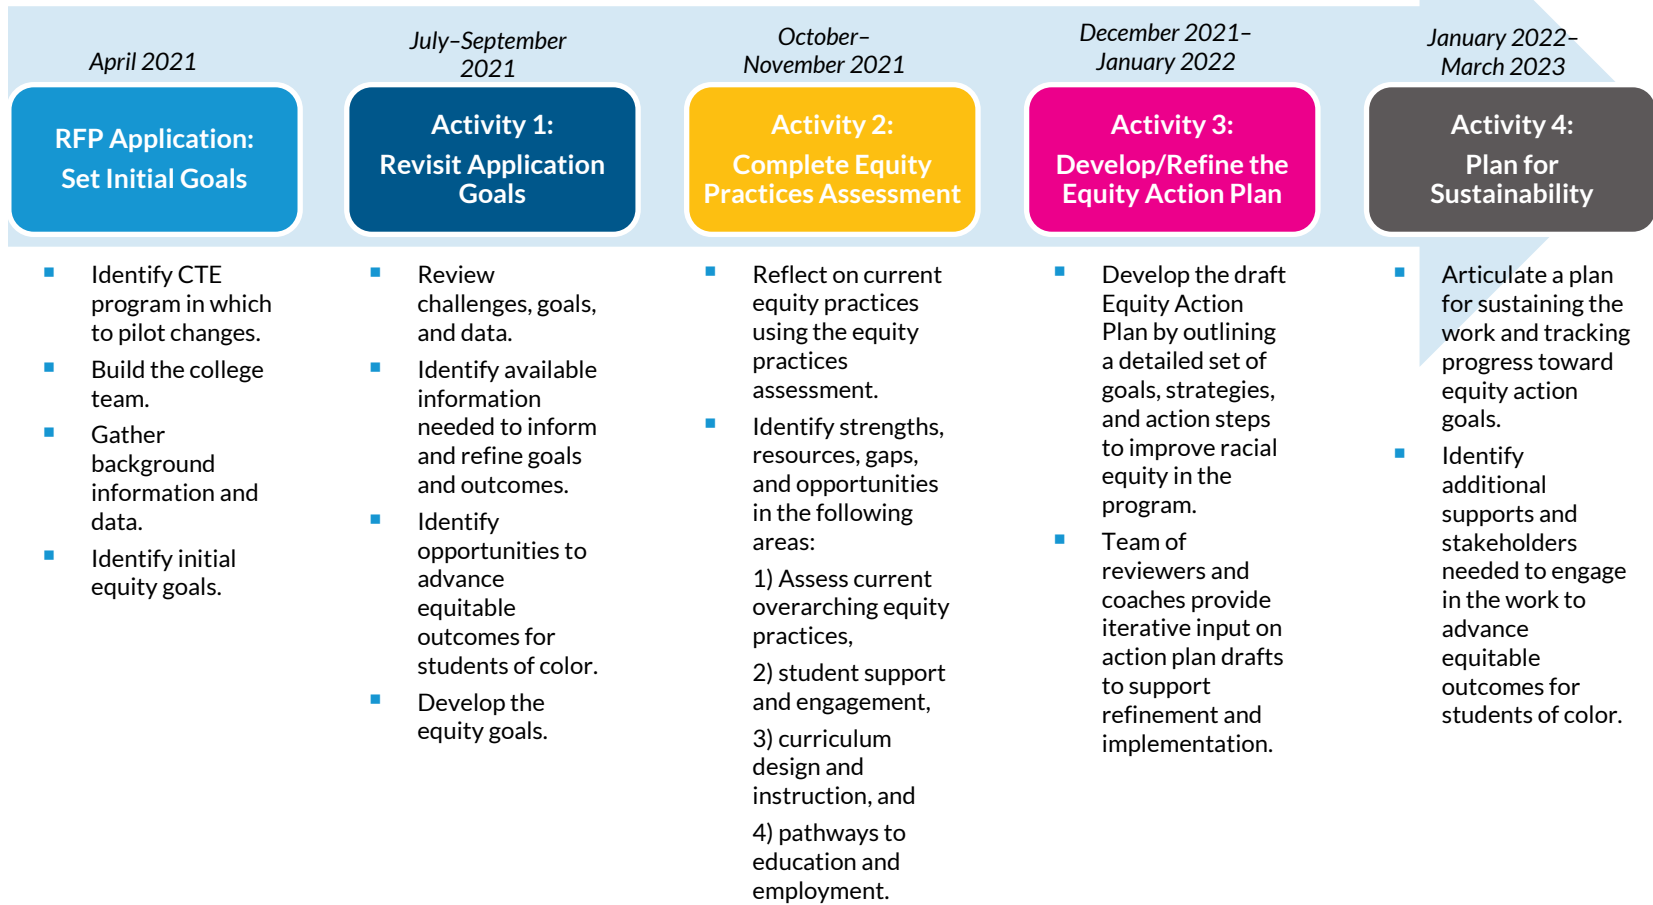 April 2021
RFP Application:
Set Initial Goals
Identify CTE
program in which
to pilot changes.
Build the college
team.
Gather
background
information and
data.
Identify initial
equity goals.
July–September
2021
Activity 1:
Revisit Application
Goals
Review
challenges, goals,
and data.
Identify available
information
needed to inform
and refine goals
and outcomes.
Identify
opportunities to
advance
equitable
outcomes for
students of color.
Develop the
equity goals.
October–
November 2021
Activity 2:
Complete Equity
Practices Assessment
Reflect on current
equity practices
using the equity
practices
assessment.
Identify strengths,
resources, gaps,
and opportunities
in the following
areas:
1) Assess current
overarching equity
practices,
2) student support
and engagement,
3) curriculum
design and
instruction, and
4) pathways to
education and
employment.
December 2021–
January 2022
Activity 3:
Develop/Refine the
Equity Action Plan
Develop the draft
Equity Action
Plan by outlining
a detailed set of
goals, strategies,
and action steps
to improve racial
equity in the
program.
Team of
reviewers and
coaches provide
iterative input on
action plan drafts
to support
refinement and
implementation.
January 2022–
March 2023
Activity 4:
Plan for
Sustainability
Articulate a plan
for sustaining the
work and tracking
progress toward
equity action
goals.
Identify
additional
supports and
stakeholders
needed to engage
in the work to
advance
equitable
outcomes for
students of color.